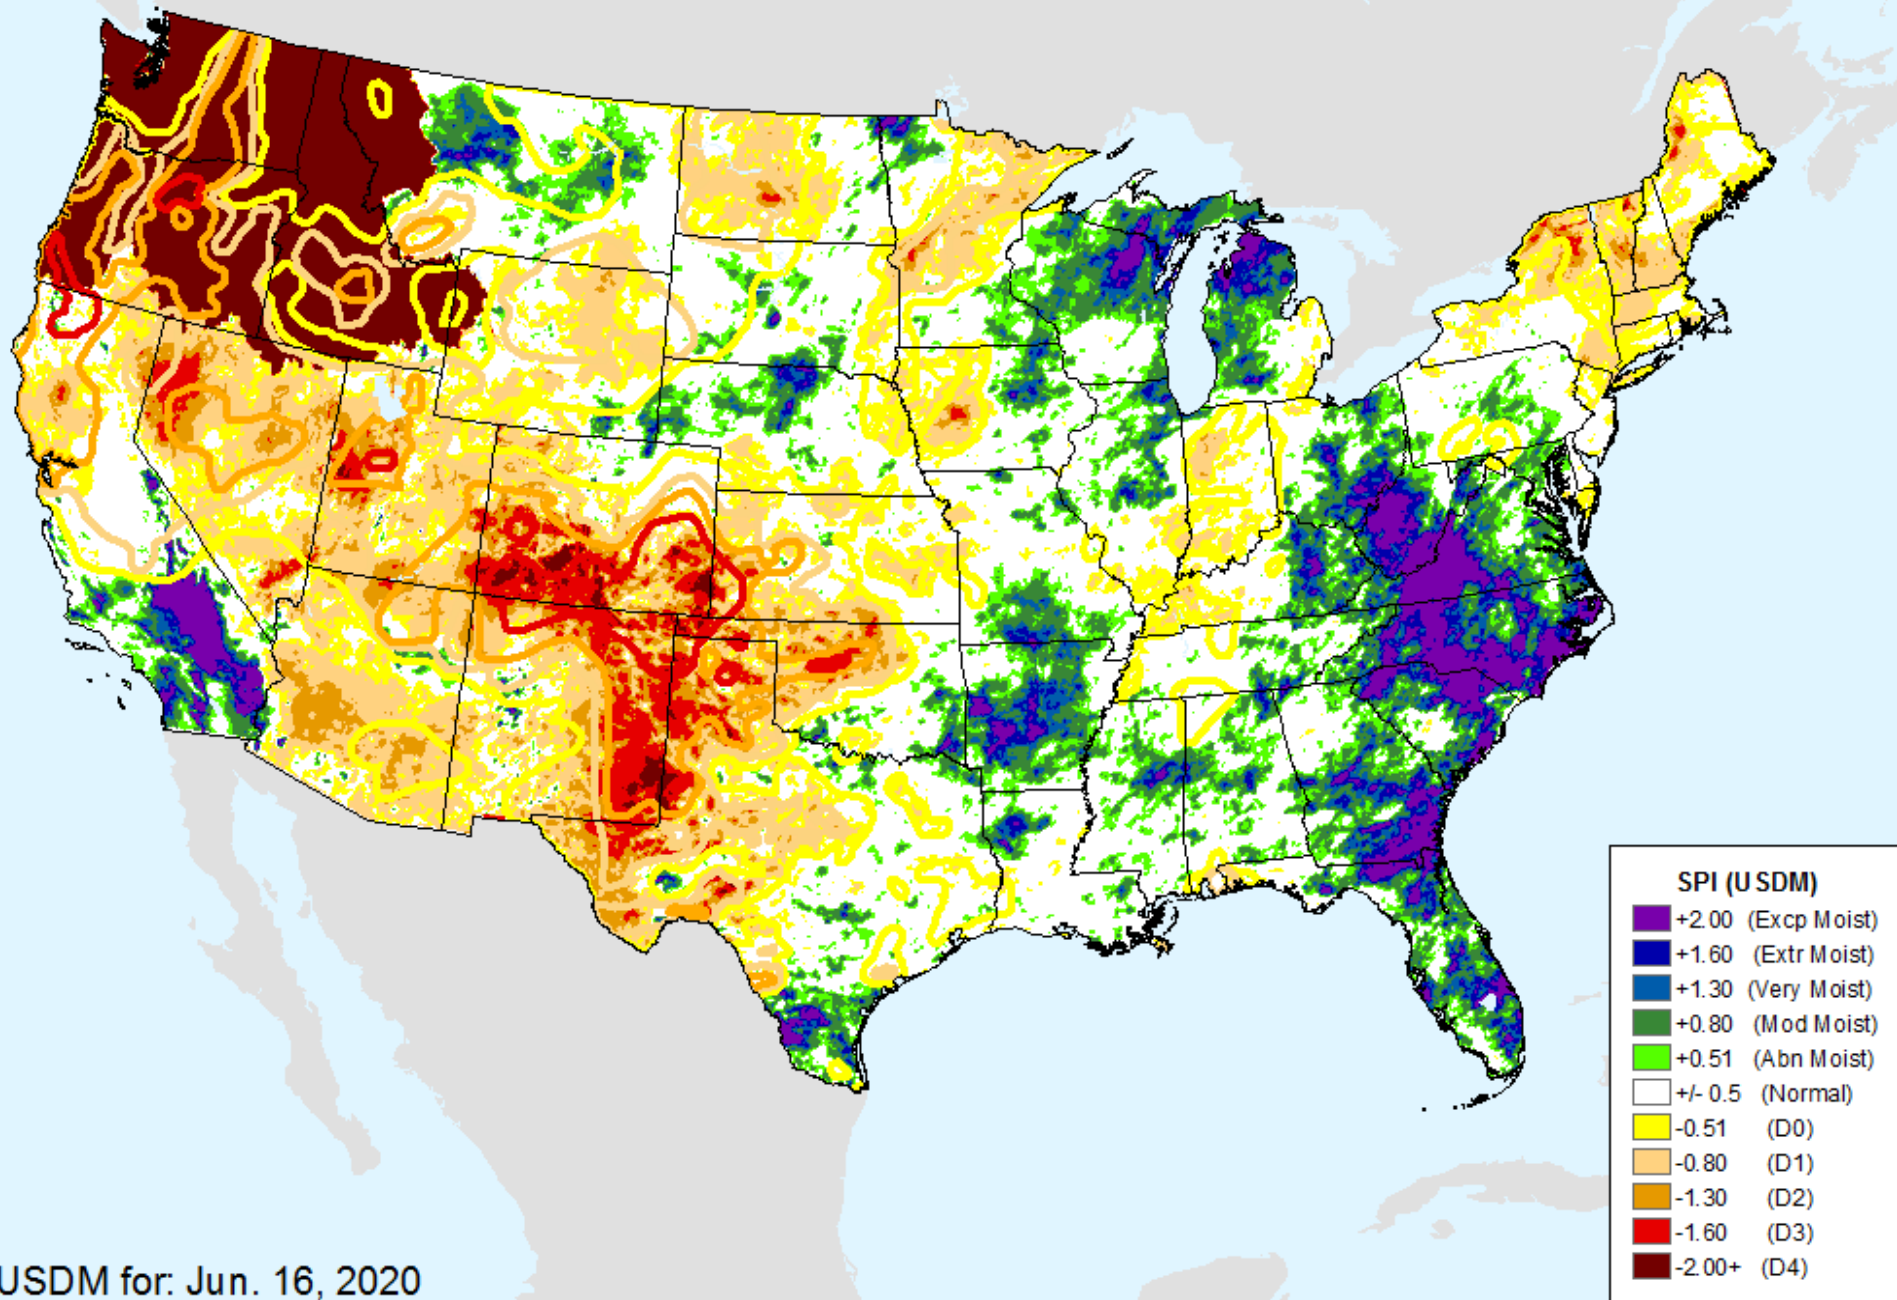 SPI (USDM)
+2.00 (Excp Moist)
+1.60 (Extr Moist)
+1.30 (Very Moist)
+0.80 (Mod Moist)
+0.51 (Abn Moist)
+/- 0.5 (Normal)
-0.51 (D0)
-0.80 (D1)
-1.30 (D2)
-1.60 (D3)
-2.00+ (D4)
USDM for: Jun. 16, 2020